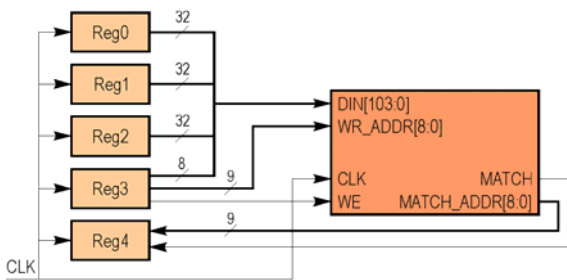 32
Reg0
32
Reg1
DIN[103:0]
32
WR_ADDR[8:0]
Reg2
8
9
CLK MATCH
Reg3
WE MATCH_ADDR[8:0]
9
Reg4
CLK